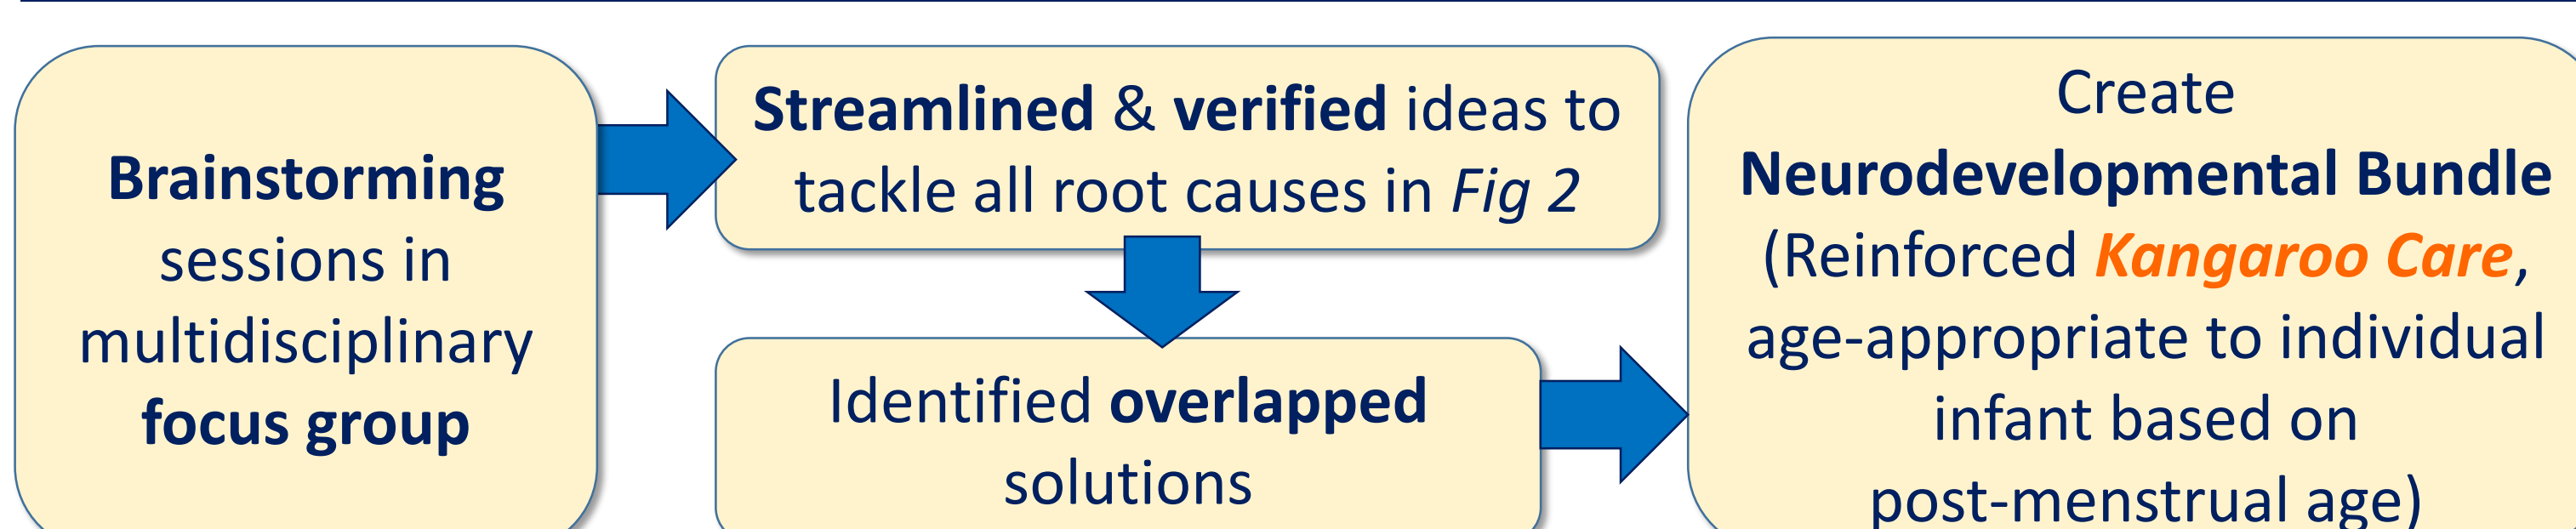 Brainstorming
sessions in
multidisciplinary
focus group
Streamlined & verified ideas to
tackle all root causes in Fig 2
Identified overlapped
solutions
Create
Neurodevelopmental Bundle
(Reinforced Kangaroo Care,
age-appropriate to individual
infant based on
post-menstrual age)